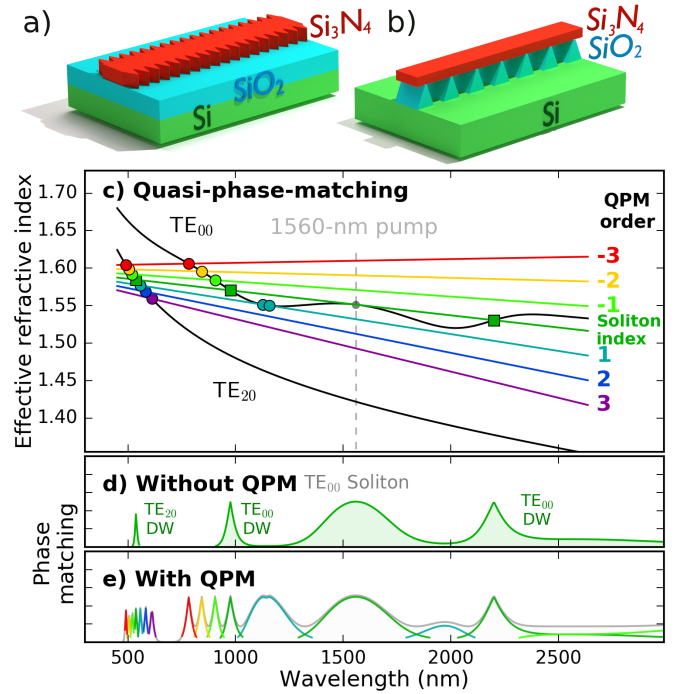 a)
Si₃N₄
SiO₂
Si
b)
Si₃N₄
SiO₂
Si
c) Quasi-phase-matching
QPM
order
TE₀₀
1560-nm pump
-3
-2
-1
Soliton
index
1
2
3
TE₂₀
Effective refractive index
1.70
1.65
1.60
1.55
1.50
1.45
1.40
d) Without QPM
TE₀₀ Soliton
TE₂₀
DW
TE₀₀
DW
TE₀₀
DW
Phase
matching
e) With QPM
500
1000
1500
2000
2500
Wavelength (nm)